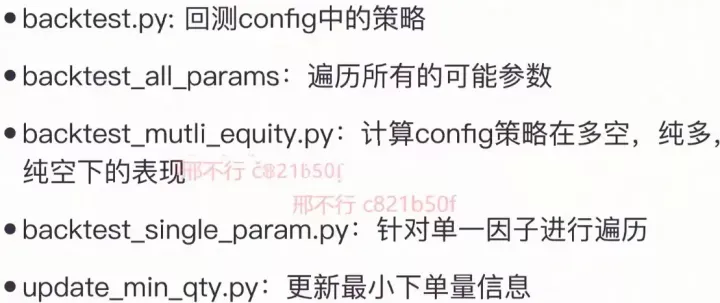 • backtest.py: 回测config中的策略
• backtest_all_params：遍历所有的可能参数
• backtest_mutli_equity.py：计算config策略在多空，纯多，
纯空下的表现
邢不行 c821b50f
邢不行 c821b50f
• backtest_single_param.py：针对单一因子进行遍历
• update_min_qty.py：更新最小下单量信息